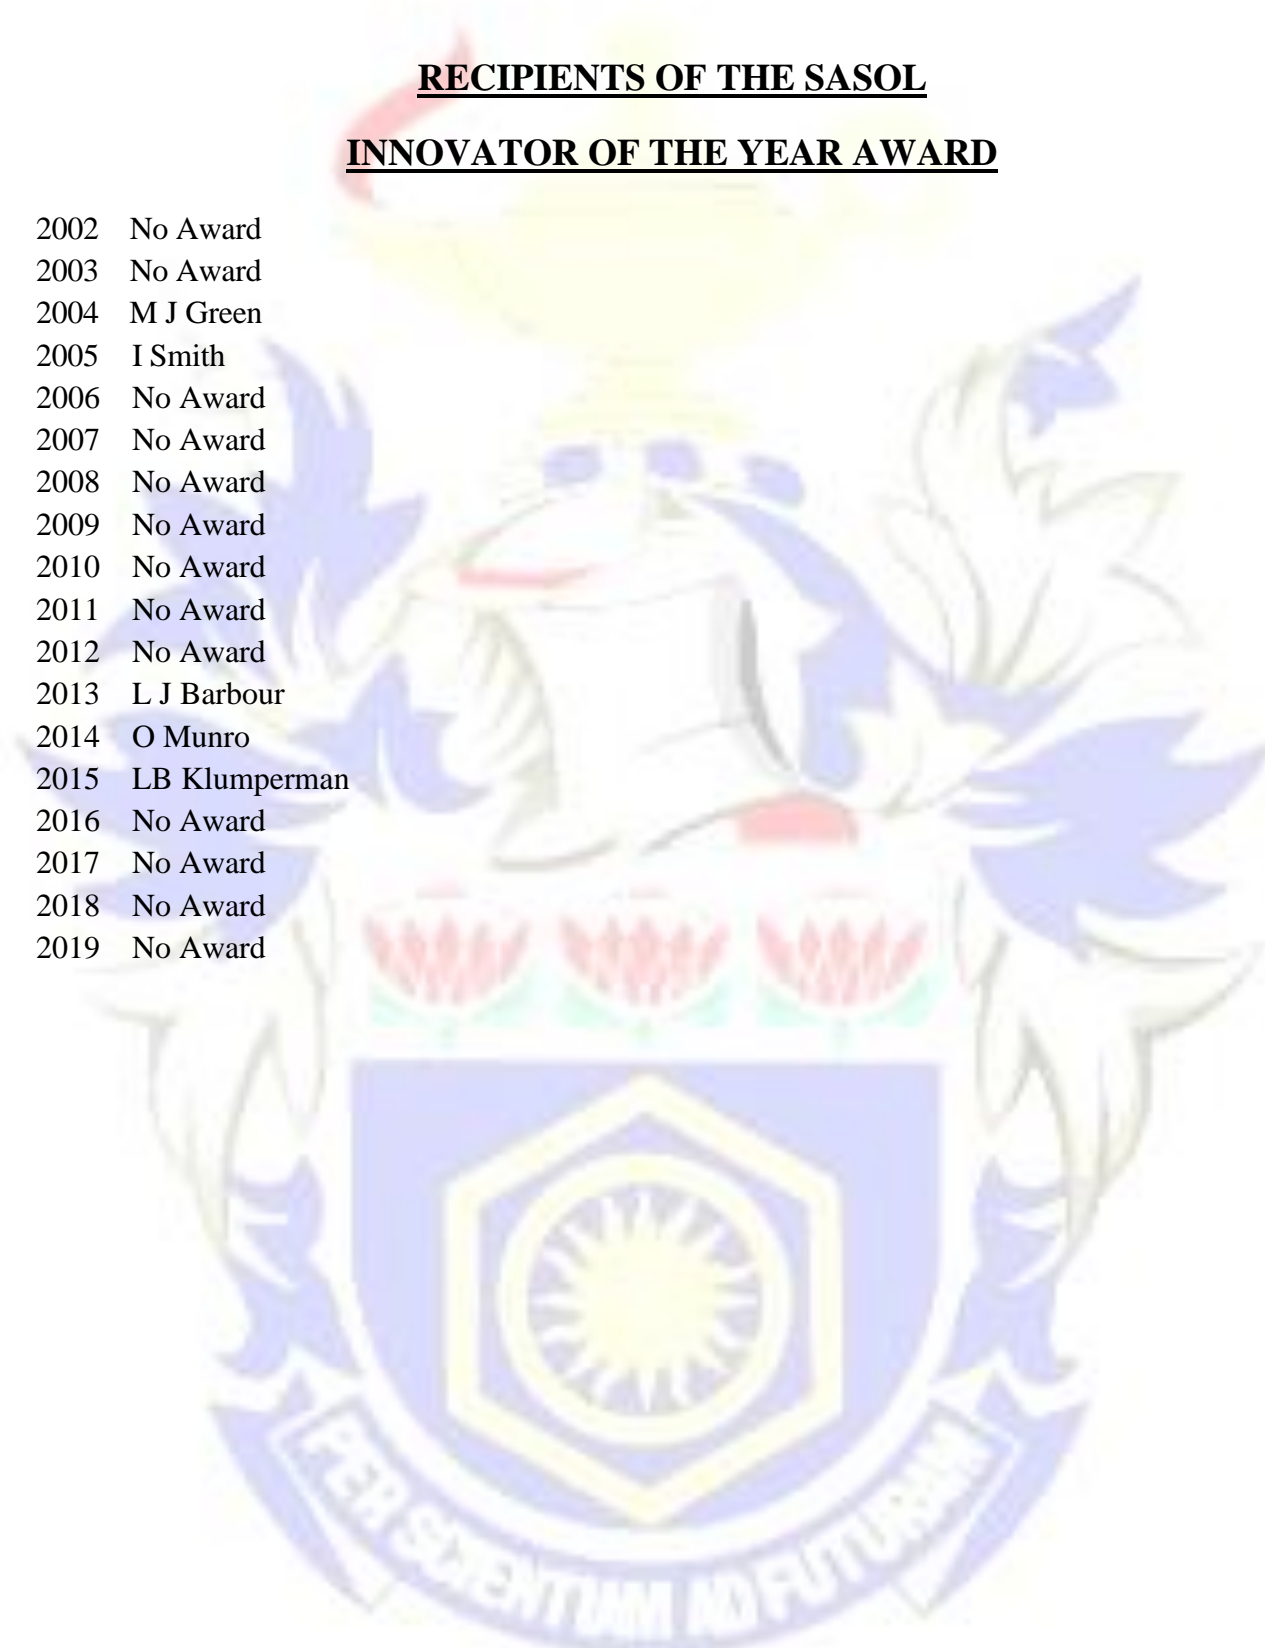 RECIPIENTS OF THE SASOL
INNOVATOR OF THE YEAR AWARD
2002 No Award
2003 No Award
2004 M J Green
2005 I Smith
2006 No Award
2007 No Award
2008 No Award
2009 No Award
2010 No Award
2011 No Award
2012 No Award
2013 L J Barbour
2014 O Munro
2015 LB Klumperman
2016 No Award
2017 No Award
2018 No Award
2019 No Award
PER SCIENTIAM AD FUTURAM